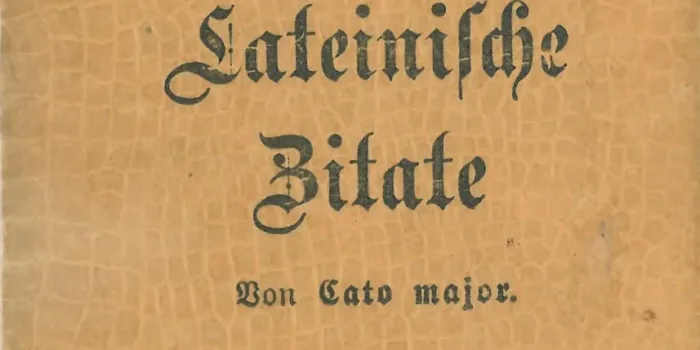 Lateiniſche
Zitate
Von Cato major.